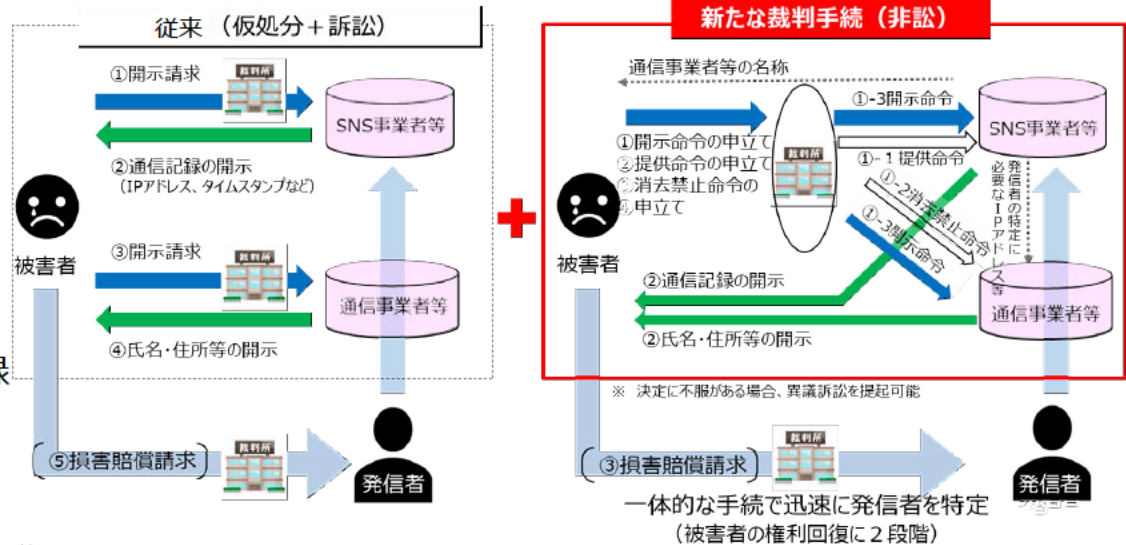 従来（仮処分＋訴訟）
①開示請求
裁判所
SNS事業者等
②通信記録の開示
（IPアドレス、タイムスタンプなど）
被害者
③開示請求
裁判所
通信事業者等
④氏名・住所等の開示
録
⑤損害賠償請求
裁判所
発信者
新たな裁判手続（非訟）
通信事業者等の名称
①-3開示命令
SNS事業者等
①開示命令の申立て
②提供命令の申立て
③消去禁止命令の
④申立て
裁判所
①-1提供命令
①-2消去禁止命令
①-3開示命令
発信者の特定に
必要なIPアドレス等
被害者
②通信記録の開示
通信事業者等
②氏名・住所等の開示
※ 決定に不服がある場合、異議訴訟を提起可能
③損害賠償請求
裁判所
発信者
一体的な手続で迅速に発信者を特定
（被害者の権利回復に２段階）